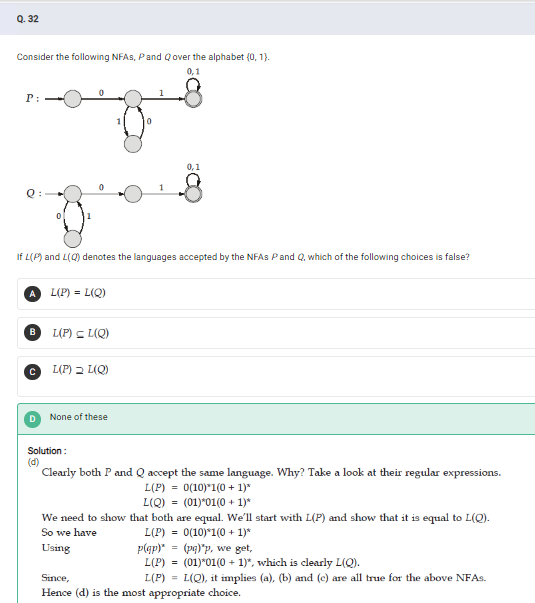 Q. 32
Consider the following NFAs, P and Q over the alphabet {0, 1}.
0, 1
P :
0
1
1
0
0, 1
Q :
0
1
0
1
If L(P) and L(Q) denotes the languages accepted by the NFAs P and Q, which of the following choices is false?
A L(P) = L(Q)
B L(P) ⊆ L(Q)
C L(P) ⊇ L(Q)
D None of these
Solution :
(d)
Clearly both P and Q accept the same language. Why? Take a look at their regular expressions.
L(P) = 0(10)*1(0 + 1)*
L(Q) = (01)*01(0 + 1)*
We need to show that both are equal. We'll start with L(P) and show that it is equal to L(Q).
So we have L(P) = 0(10)*1(0 + 1)*
Using p(qp)* = (pq)*p, we get,
L(P) = (01)*01(0 + 1)*, which is clearly L(Q).
Since, L(P) = L(Q), it implies (a), (b) and (c) are all true for the above NFAs.
Hence (d) is the most appropriate choice.